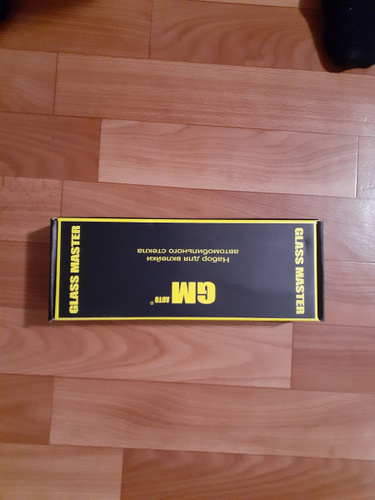 GLASS MASTER
GM
AUTO®
Набор для вклейки
автомобильного стекла
GLASS MASTER